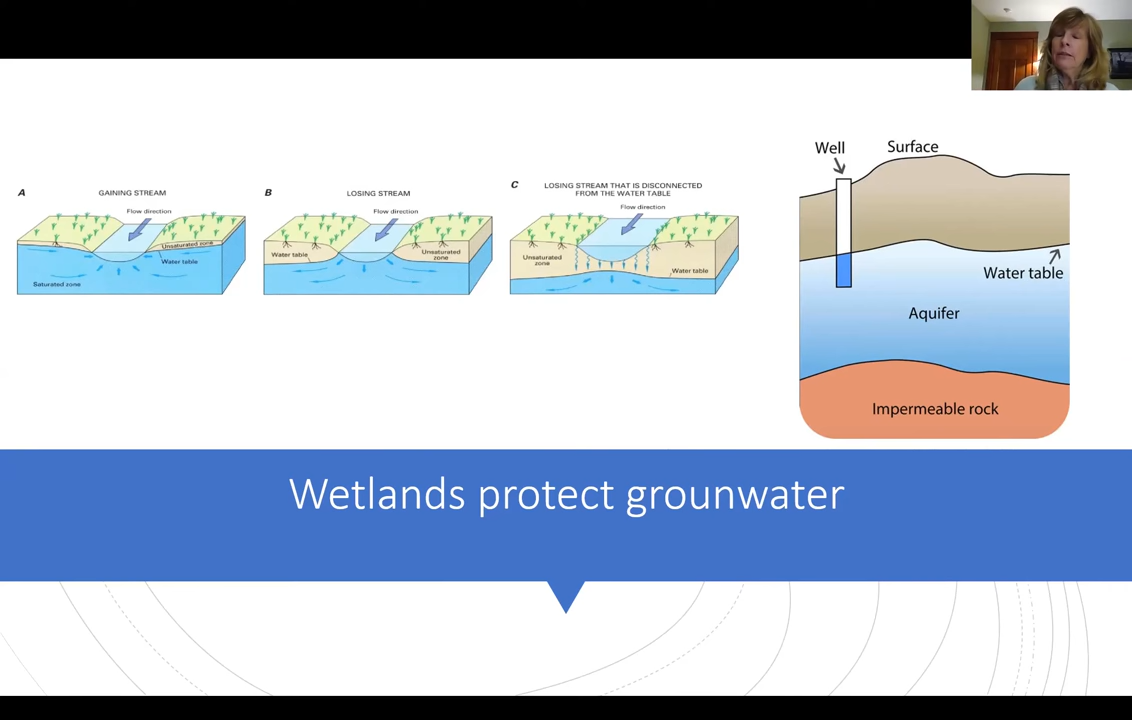 A
GAINING STREAM
Flow direction
Unsaturated zone
Water table
Saturated zone
B
LOSING STREAM
Flow direction
Water table
Unsaturated
zone
C
LOSING STREAM THAT IS DISCONNECTED
FROM THE WATER TABLE
Flow direction
Unsaturated
zone
Water table
Well
Surface
Water table
Aquifer
Impermeable rock
Wetlands protect grounwater